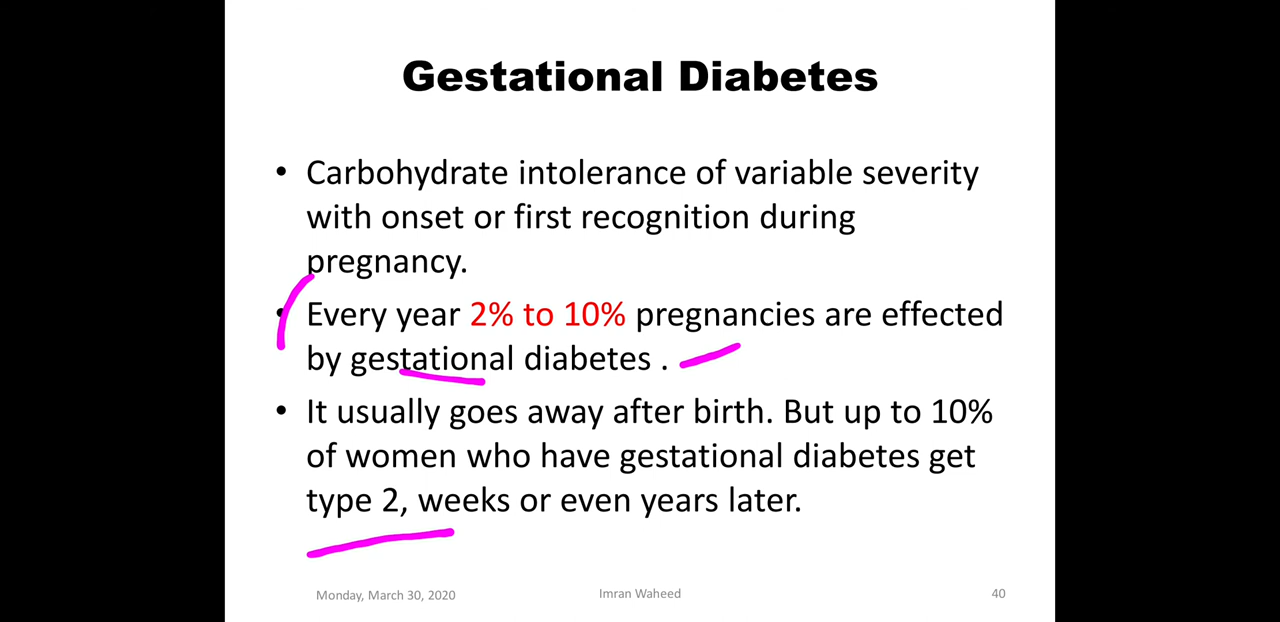 Gestational Diabetes
• Carbohydrate intolerance of variable severity
with onset or first recognition during
pregnancy.
• Every year 2% to 10% pregnancies are effected
by gestational diabetes .
• It usually goes away after birth. But up to 10%
of women who have gestational diabetes get
type 2, weeks or even years later.
Monday, March 30, 2020 Imran Waheed 40